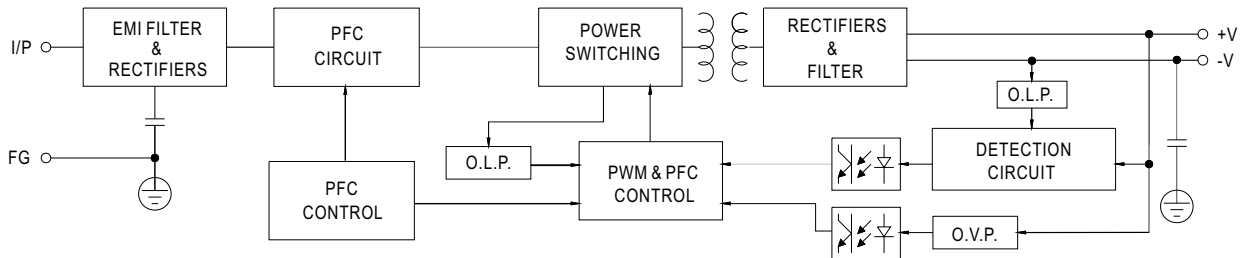 I/P
EMI FILTER
&
RECTIFIERS
PFC
CIRCUIT
POWER
SWITCHING
RECTIFIERS
&
FILTER
+V
-V
O.L.P.
FG
O.L.P.
PFC
CONTROL
PWM & PFC
CONTROL
DETECTION
CIRCUIT
O.V.P.